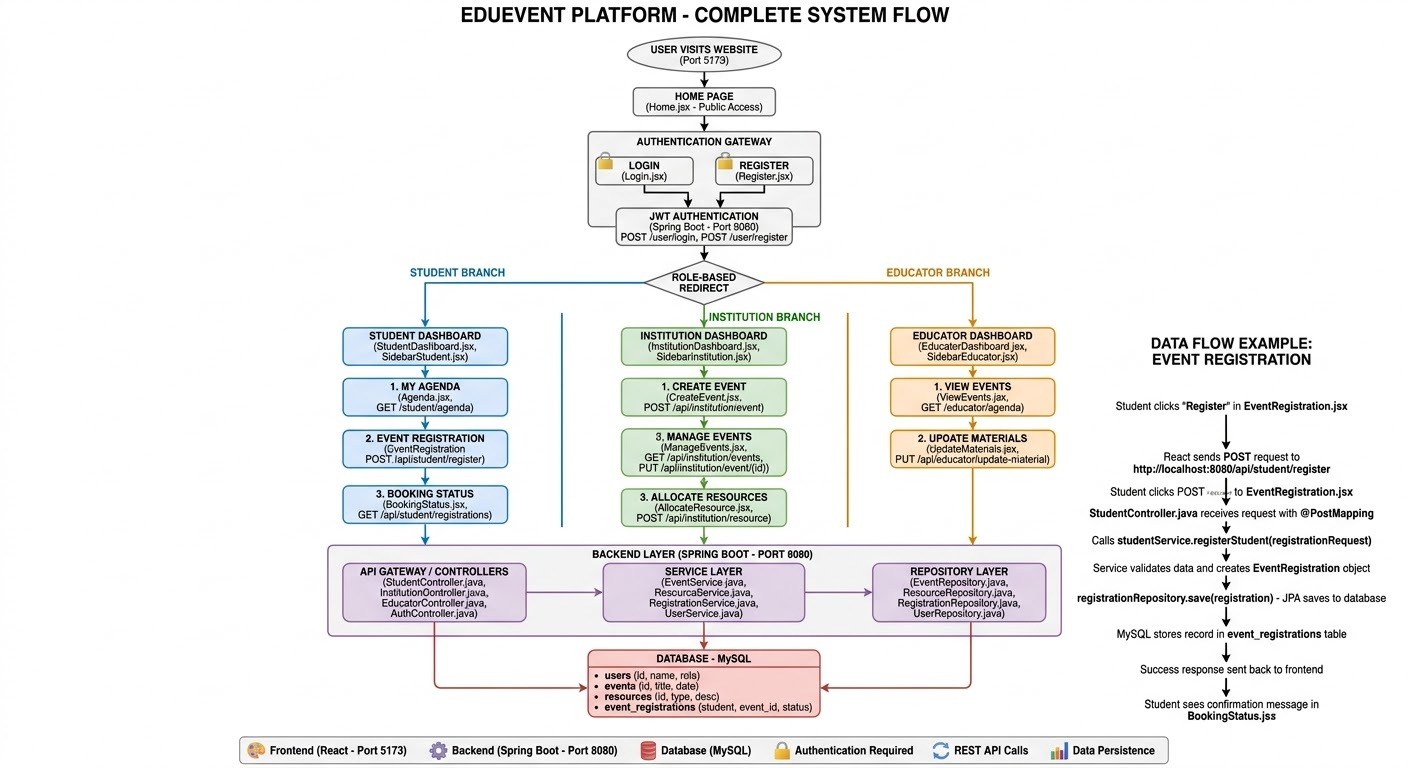 EDUEVENT PLATFORM - COMPLETE SYSTEM FLOW
USER VISITS WEBSITE
(Port 5173)
HOME PAGE
(Home.jsx - Public Access)
AUTHENTICATION GATEWAY
LOGIN
(Login.jsx)
REGISTER
(Register.jsx)
JWT AUTHENTICATION
(Spring Boot - Port 8080)
POST /user/login, POST /user/register
ROLE-BASED
REDIRECT
STUDENT BRANCH
INSTITUTION BRANCH
EDUCATOR BRANCH
STUDENT DASHBOARD
(StudentDashboard.jsx,
SidebarStudent.jsx)
1. MY AGENDA
(Agenda.jsx,
GET /student/agenda)
2. EVENT REGISTRATION
(EventRegistration
POST /api/student/register)
3. BOOKING STATUS
(BookingStatus.jsx,
GET /api/student/registrations)
INSTITUTION DASHBOARD
(InstitutionDashboard.jsx,
SidebarInstitution.jsx)
1. CREATE EVENT
(CreateEvent.jsx,
POST /api/institution/event)
3. MANAGE EVENTS
(ManageEvents.jsx,
GET /api/institution/events,
PUT /api/institution/event/(id))
3. ALLOCATE RESOURCES
(AllocateResource.jsx,
POST /api/institution/resource)
EDUCATOR DASHBOARD
(EducaterDashboard.jsx,
SidebarEducator.jsx)
1. VIEW EVENTS
(ViewEvents.jax,
GET /educator/agenda)
2. UPOATE MATERIALS
(UpdateMaterials.jsx,
PUT /api/educator/update-material)
BACKEND LAYER (SPRING BOOT - PORT 8080)
API GATEWAY / CONTROLLERS
(StudentController.java,
InstitutionOontroller.java,
EducatorController.java,
AuthController.java)
SERVICE LAYER
(EventService.java,
ResourcaService.java,
RegistrationService.java,
UserService.java)
REPOSITORY LAYER
(EventRepository.java,
ResourceRepository.java,
RegistrationRepository.java,
UserRepository.java)
DATABASE - MySQL
• users (id, name, rols)
• eventa (id, title, date)
• resources (id, type, desc)
• event_registrations (student, event_id, status)
DATA FLOW EXAMPLE:
EVENT REGISTRATION
Student clicks "Register" in EventRegistration.jsx
React sends POST request to
http://localhost:8080/api/student/register
Student clicks POST to EventRegistration.jsx
StudentController.java receives request with @PostMapping
Calls studentService.registerStudent(registrationRequest)
Service validates data and creates EventRegistration object
registrationRepository.save(registration) - JPA saves to database
MySQL stores record in event_registrations table
Success response sent back to frontend
Student sees confirmation message in
BookingStatus.jss
Frontend (React - Port 5173)
Backend (Spring Boot - Port 8080)
Database (MySQL)
Authentication Required
REST API Calls
Data Persistence